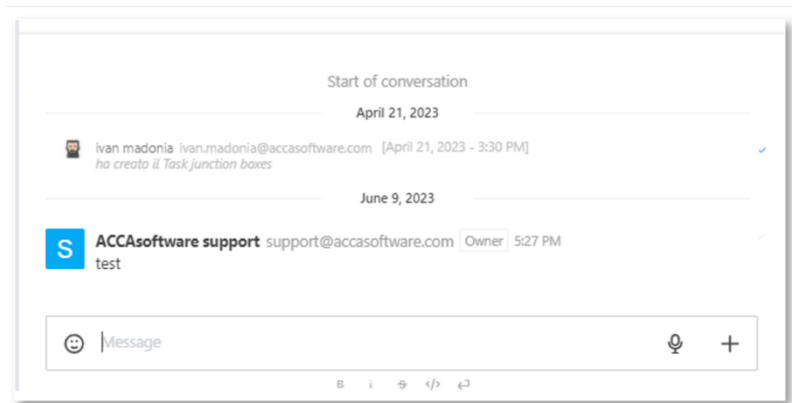 Start of conversation
April 21, 2023
ivan madonia ivan.madonia@accasoftware.com [April 21, 2023 - 3:30 PM]
ha creato il Task junction boxes
June 9, 2023
S
ACCAsoftware support support@accasoftware.com Owner 5:27 PM
test
Message
B i S </>